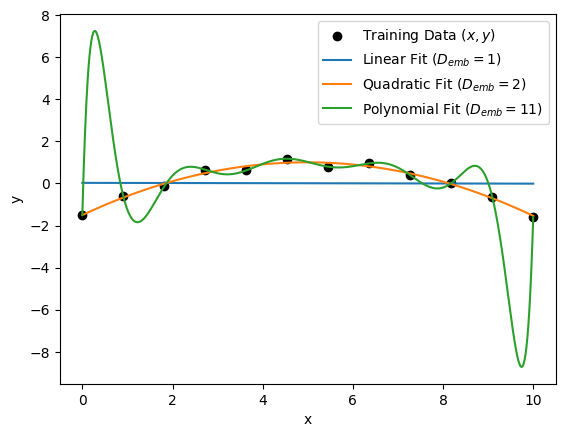 8
6
4
2
0
−2
−4
−6
−8
y
0
2
4
6
8
10
x
Training Data (x, y)
Linear Fit (D_emb = 1)
Quadratic Fit (D_emb = 2)
Polynomial Fit (D_emb = 11)